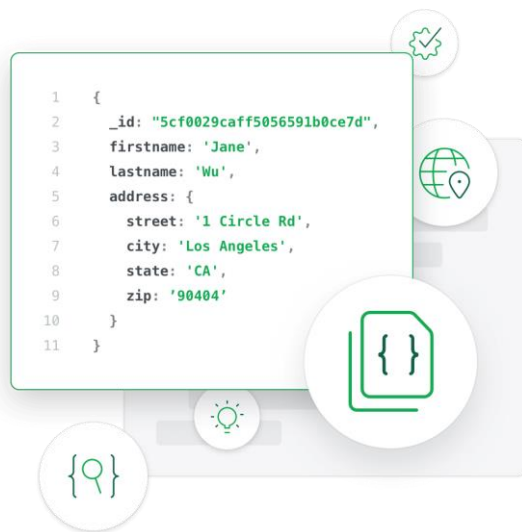 1 {
2 _id: "5cf0029caff5056591b0ce7d",
3 firstname: 'Jane',
4 lastname: 'Wu',
5 address: {
6 street: '1 Circle Rd',
7 city: 'Los Angeles',
8 state: 'CA',
9 zip: ’90404’
10 }
11 }
{ }
{ }